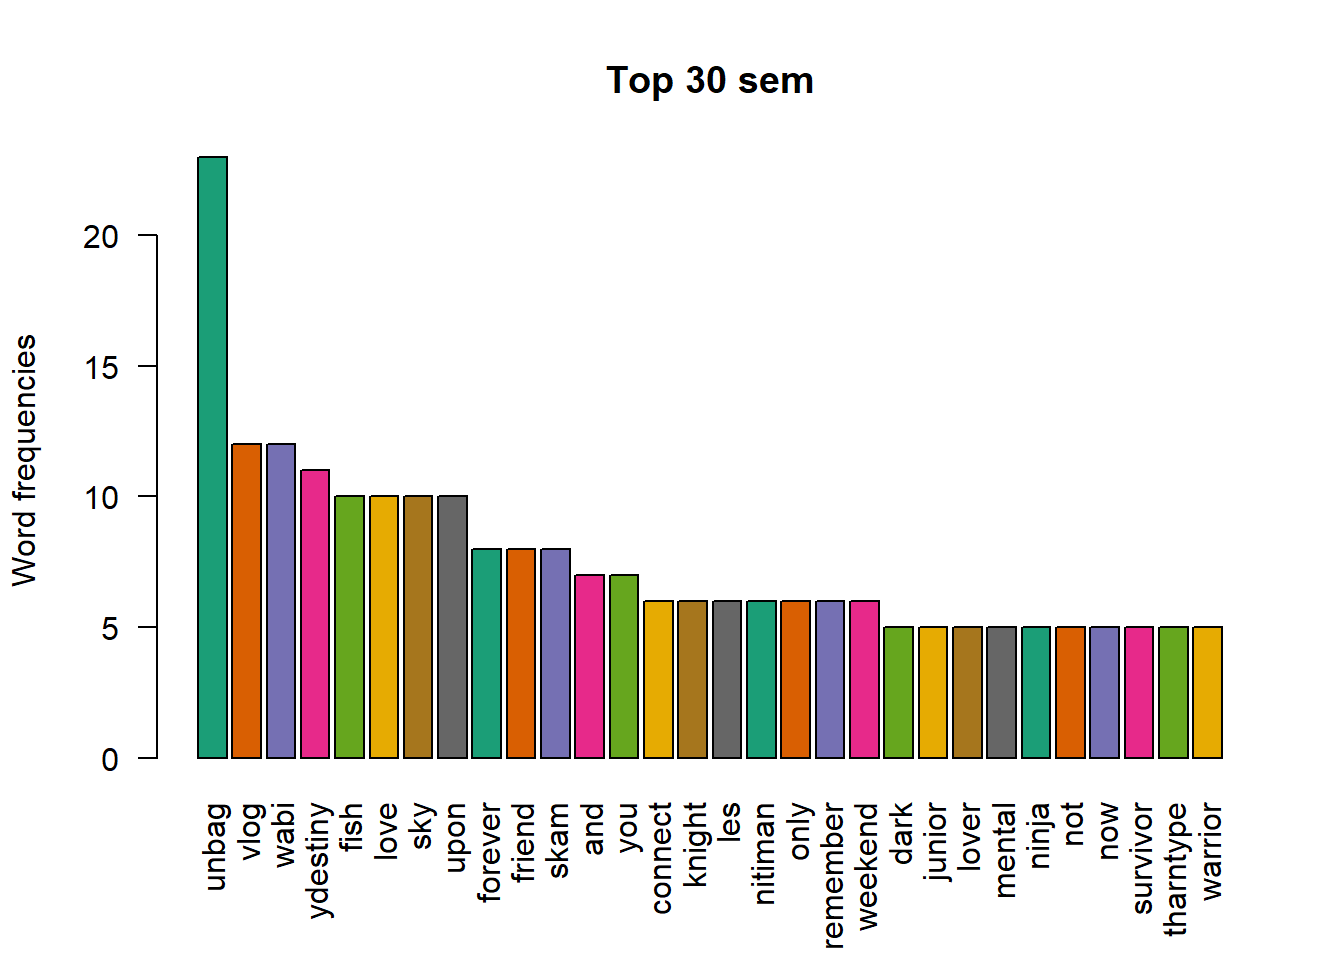 Top 30 sem
Word frequencies
20
15
10
5
0
unbag
vlog
wabi
ydestiny
fish
love
sky
upon
forever
friend
skam
and
you
connect
knight
les
nitiman
only
remember
weekend
dark
junior
lover
mental
ninja
not
now
survivor
tharntype
warrior